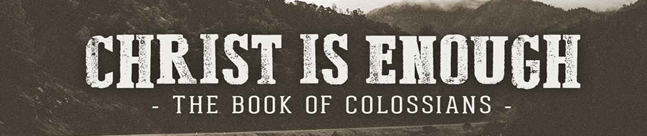 CHRIST IS ENOUGH
- THE BOOK OF COLOSSIANS -